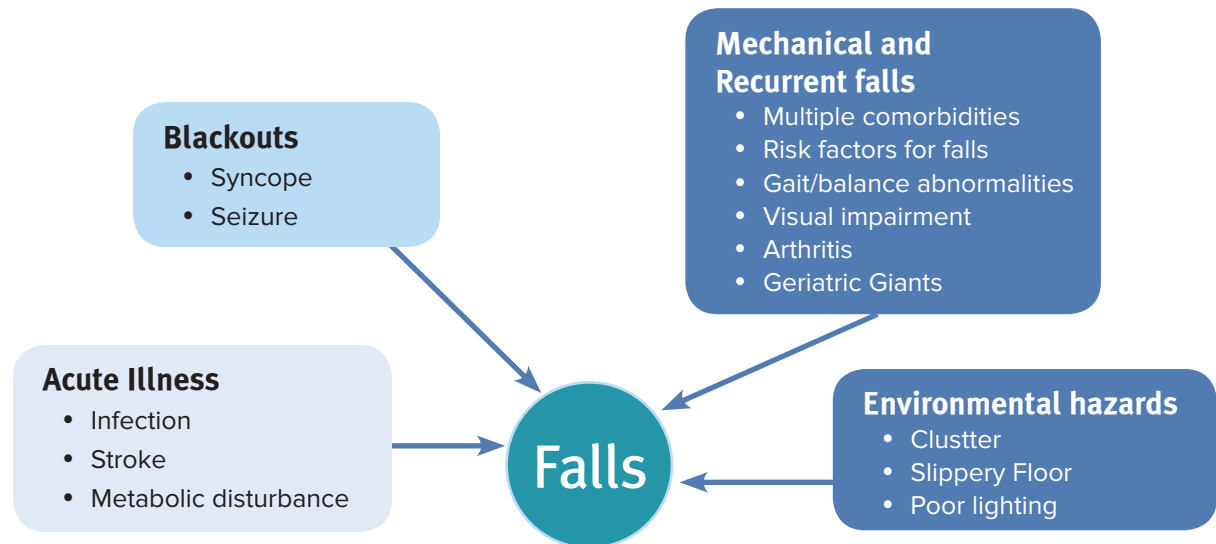 Blackouts
• Syncope
• Seizure
Mechanical and
Recurrent falls
• Multiple comorbidities
• Risk factors for falls
• Gait/balance abnormalities
• Visual impairment
• Arthritis
• Geriatric Giants
Acute Illness
• Infection
• Stroke
• Metabolic disturbance
Falls
Environmental hazards
• Clustter
• Slippery Floor
• Poor lighting